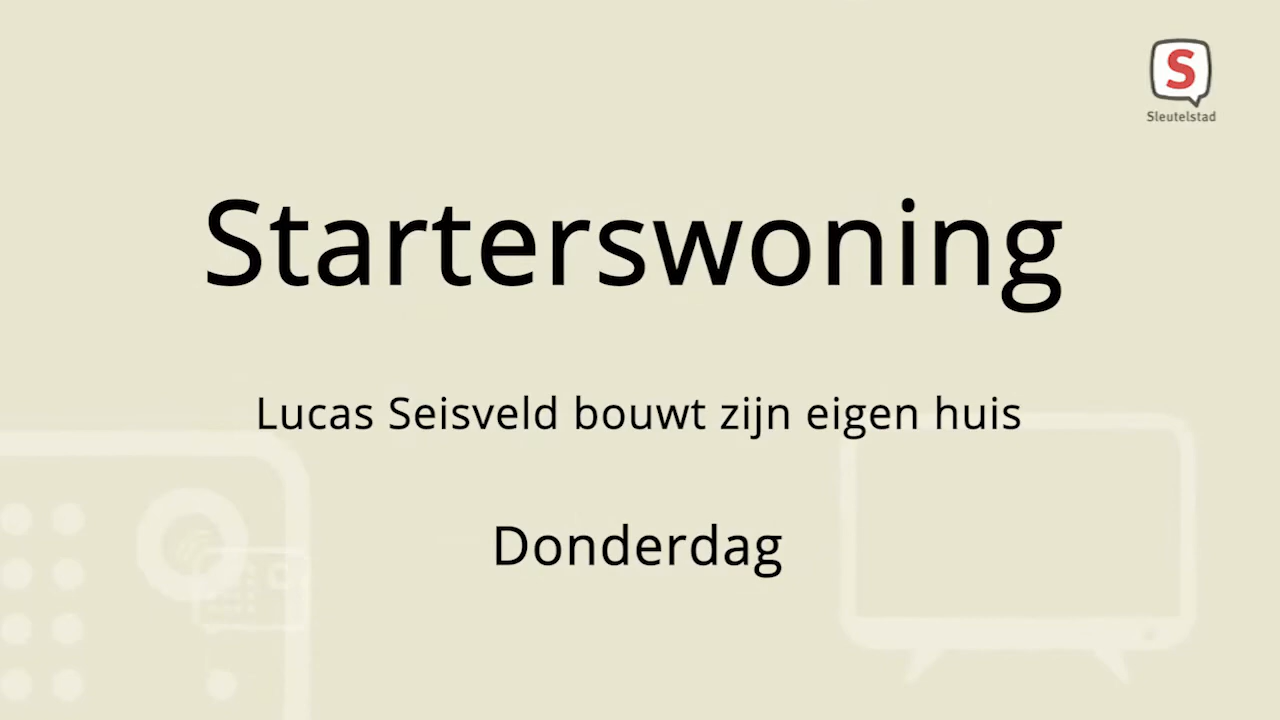 S
Sleutelstad
Starterswoning
Lucas Seisveld bouwt zijn eigen huis
Donderdag